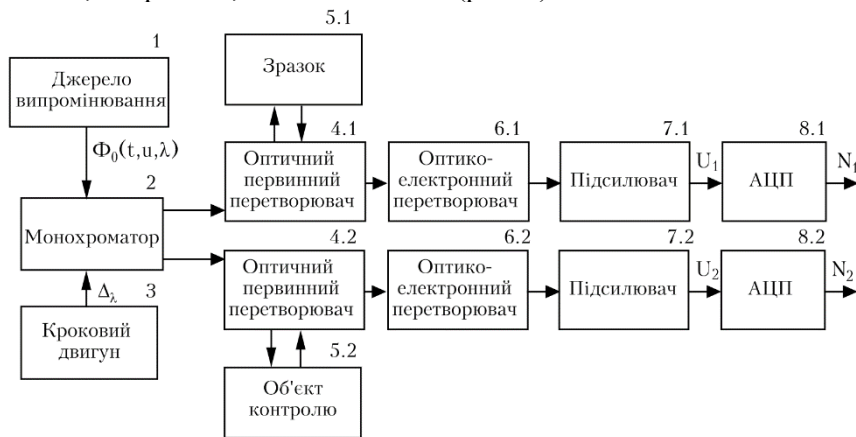 5.1
1
Зразок
Джерело
випромінювання
4.1
6.1
7.1
8.1
Φ₀(t,u,λ)
Оптичний
первинний
перетворювач
Оптико-
електронний
перетворювач
Підсилювач
U₁
АЦП
N₁
2
Монохроматор
4.2
6.2
7.2
8.2
Оптичний
первинний
перетворювач
Оптико-
електронний
перетворювач
Підсилювач
U₂
АЦП
N₂
Δλ
3
Кроковий
двигун
5.2
Об'єкт
контролю